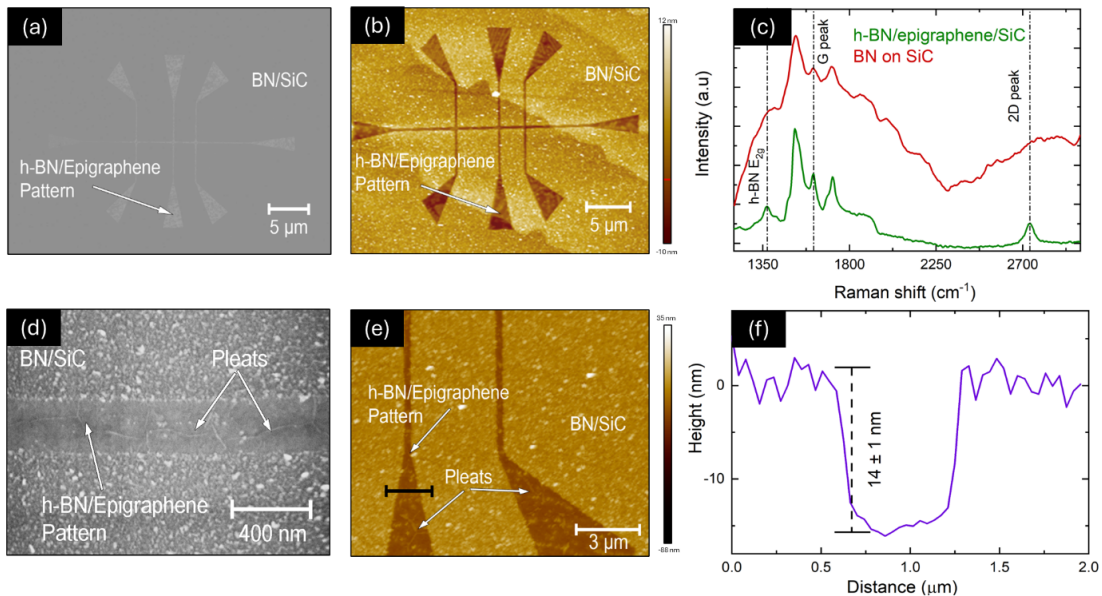 (a)
BN/SiC
h-BN/Epigraphene
Pattern
5 μm
(b)
BN/SiC
h-BN/Epigraphene
Pattern
5 μm
12 nm
-10 nm
(c)
h-BN/epigraphene/SiC
BN on SiC
G peak
2D peak
h-BN E2g
Intensity (a.u)
1350 1800 2250 2700
Raman shift (cm-1)
(d)
BN/SiC
Pleats
h-BN/Epigraphene
Pattern
400 nm
(e)
h-BN/Epigraphene
Pattern
BN/SiC
Pleats
3 μm
35 nm
-68 nm
(f)
Height (nm)
0
-10
14 ± 1 nm
0.0 0.5 1.0 1.5 2.0
Distance (μm)